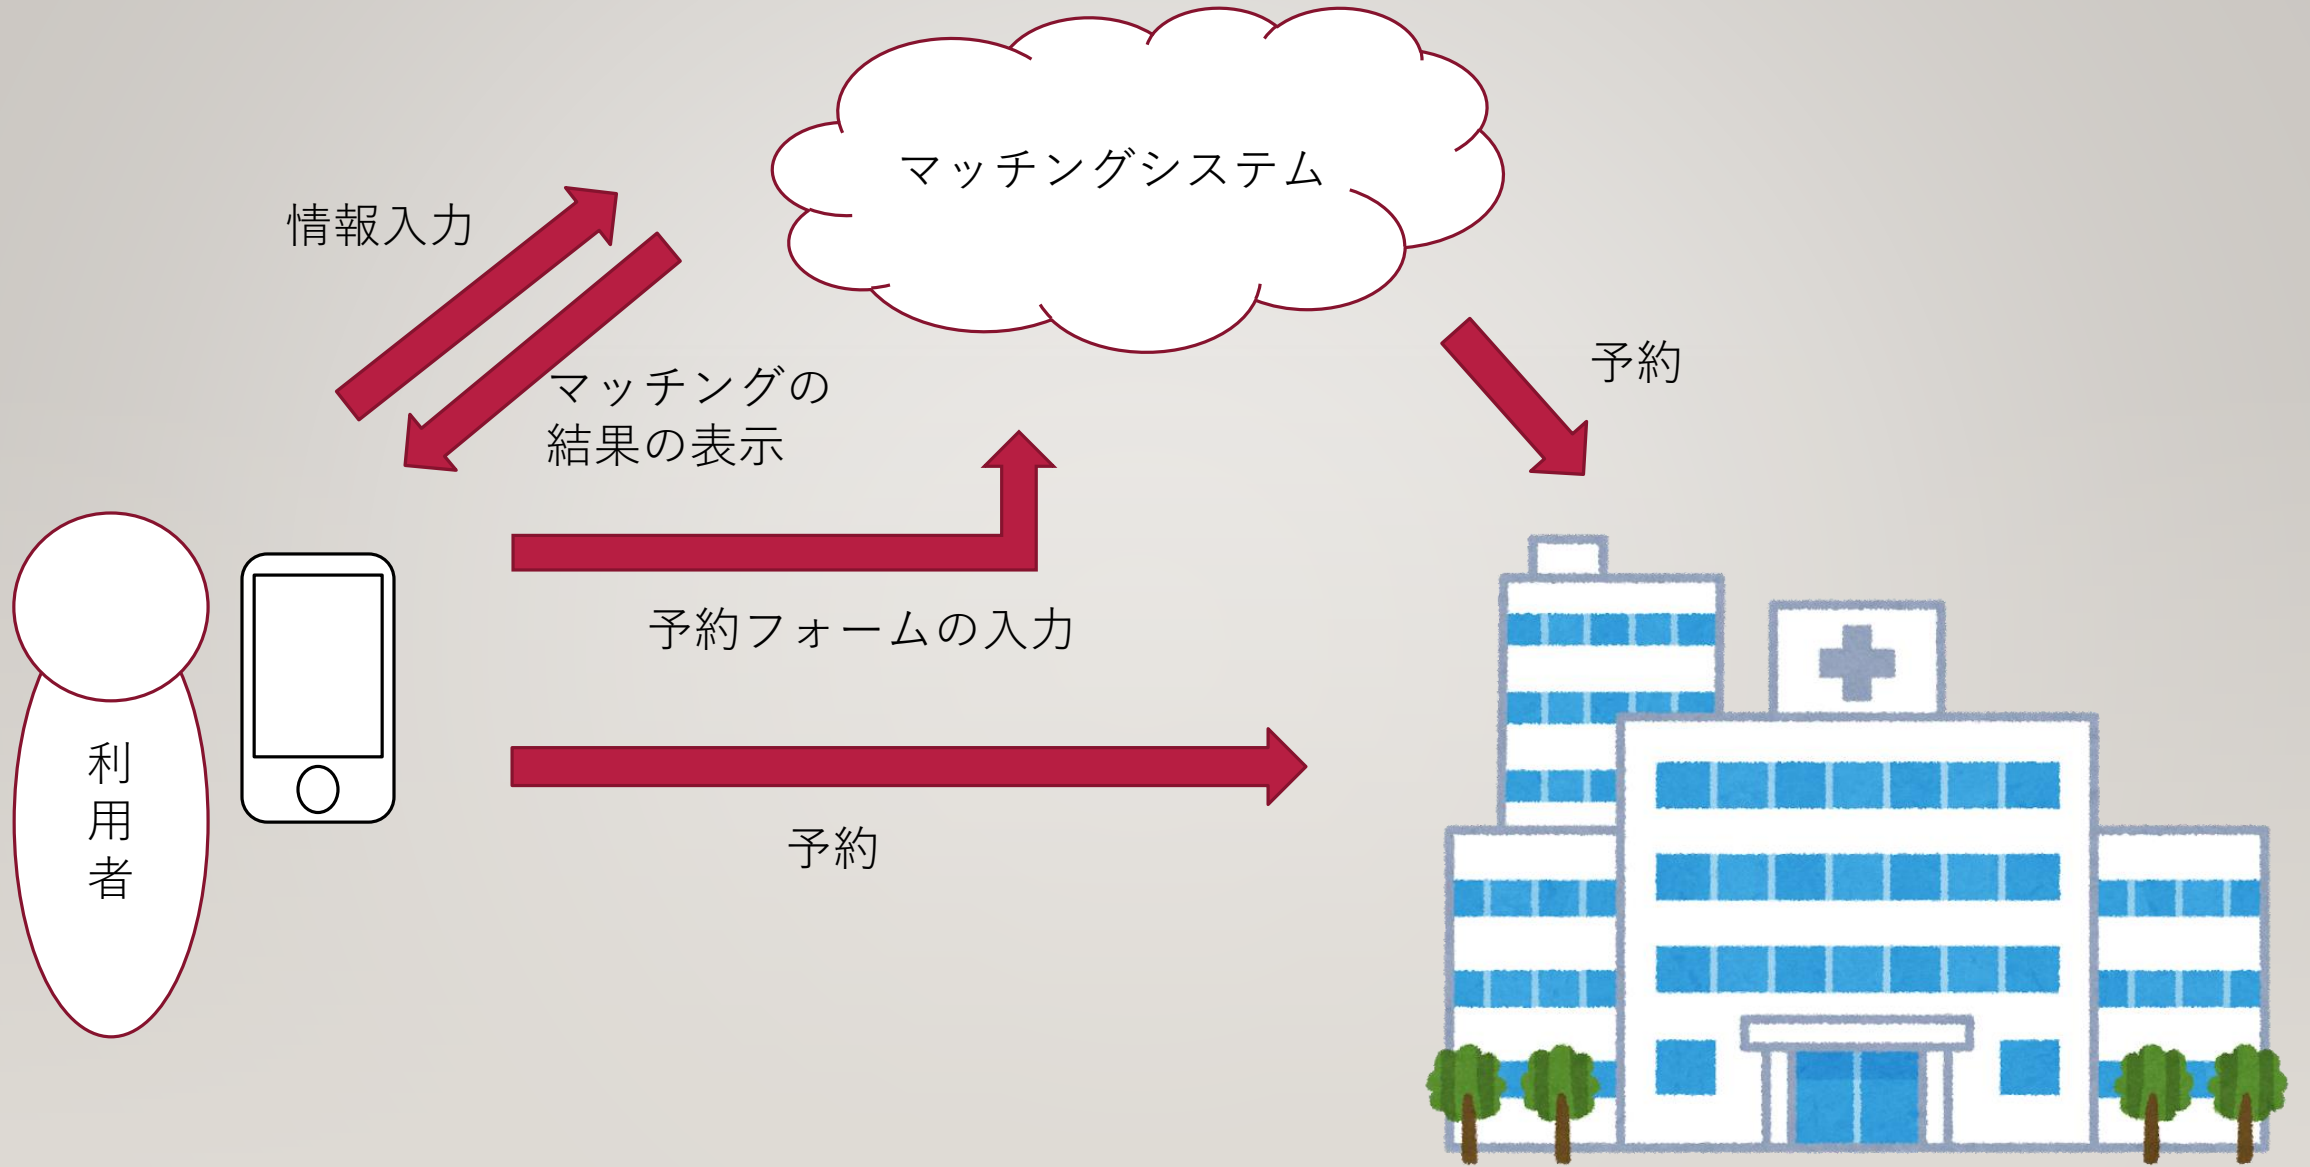 マッチングシステム
情報入力
予約
マッチングの
結果の表示
予約フォームの入力
利用者
予約